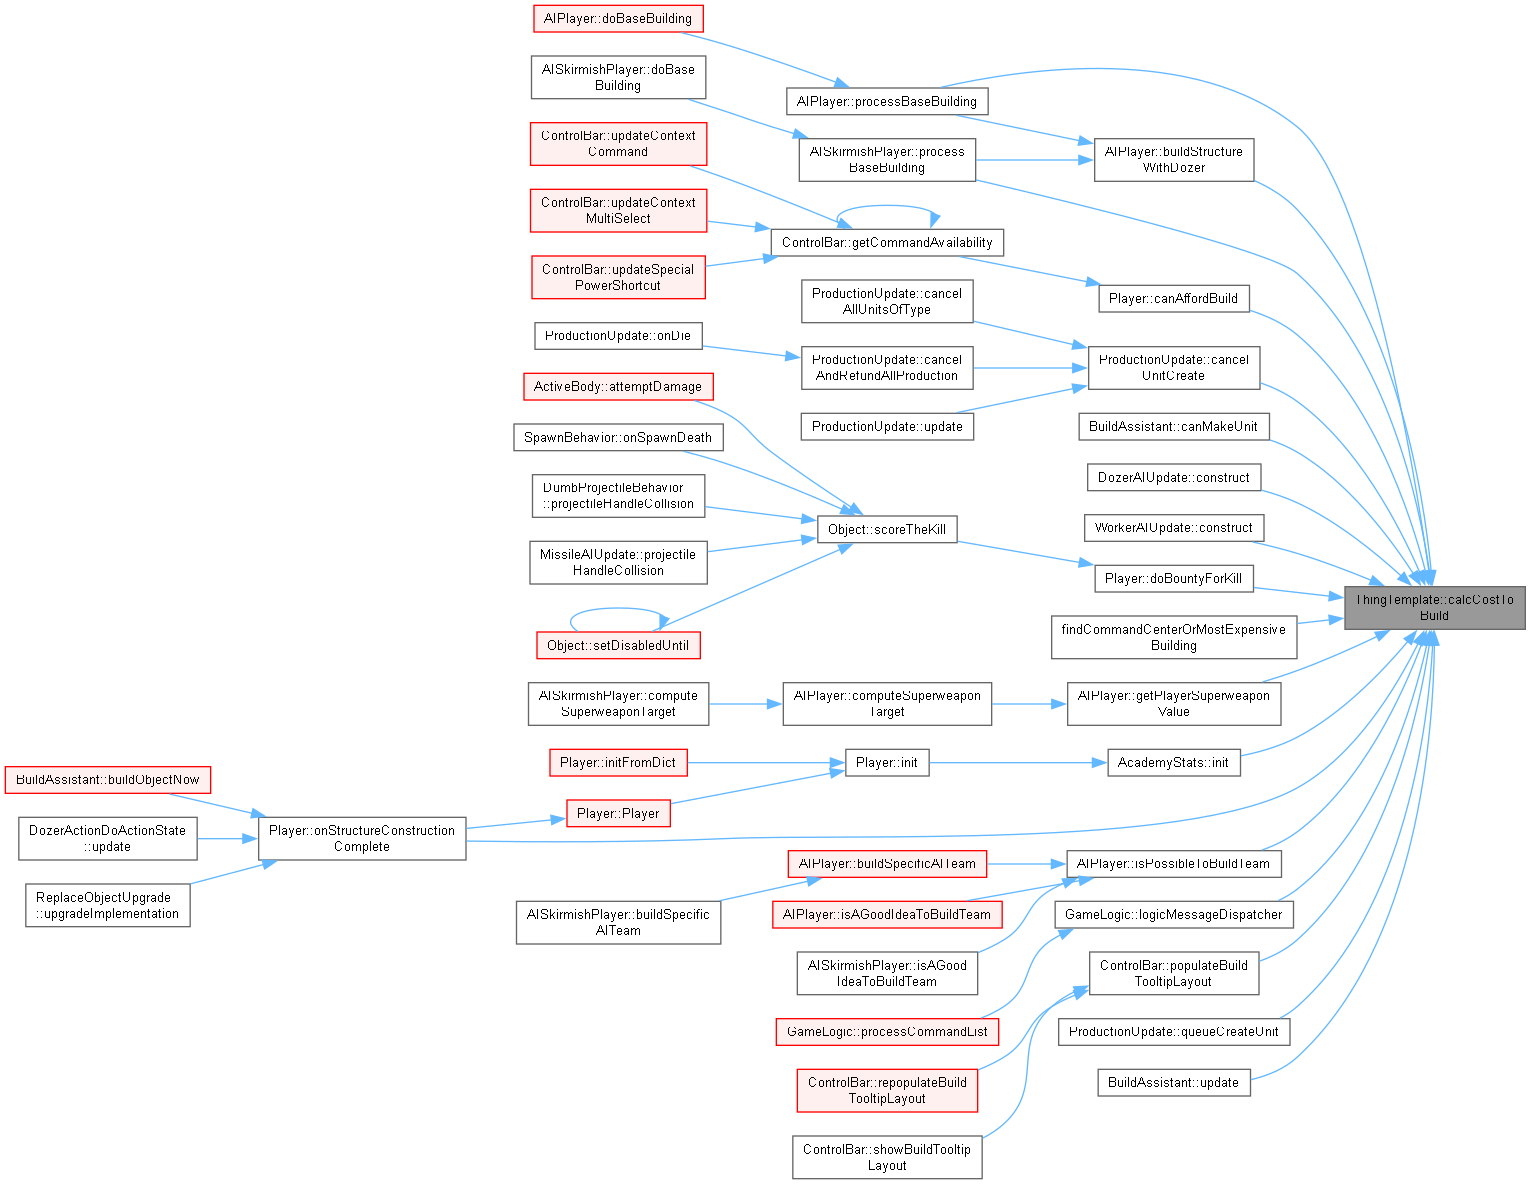 AIPlayer::doBaseBuilding
AISkirmishPlayer::doBase
Building
AIPlayer::processBaseBuilding
ControlBar::updateContext
Command
AISkirmishPlayer::process
BaseBuilding
AIPlayer::buildStructure
WithDozer
ControlBar::updateContext
MultiSelect
ControlBar::getCommandAvailability
ControlBar::updateSpecial
PowerShortcut
ProductionUpdate::cancel
AllUnitsOfType
Player::canAffordBuild
ProductionUpdate::onDie
ProductionUpdate::cancel
AndRefundAllProduction
ProductionUpdate::cancel
UnitCreate
ActiveBody::attemptDamage
ProductionUpdate::update
BuildAssistant::canMakeUnit
SpawnBehavior::onSpawnDeath
DozerAIUpdate::construct
DumbProjectileBehavior
::projectileHandleCollision
Object::scoreTheKill
WorkerAIUpdate::construct
MissileAIUpdate::projectile
HandleCollision
Player::doBountyForKill
ThingTemplate::calcCostTo
Build
Object::setDisabledUntil
findCommandCenterOrMostExpensive
Building
AISkirmishPlayer::compute
SuperweaponTarget
AIPlayer::computeSuperweapon
Target
AIPlayer::getPlayerSuperweapon
Value
Player::initFromDict
Player::init
AcademyStats::init
BuildAssistant::buildObjectNow
Player::Player
DozerActionDoActionState
::update
Player::onStructureConstruction
Complete
AIPlayer::buildSpecificAITeam
AIPlayer::isPossibleToBuildTeam
ReplaceObjectUpgrade
::upgradeImplementation
AISkirmishPlayer::buildSpecific
AITeam
AIPlayer::isAGoodIdeaToBuildTeam
GameLogic::logicMessageDispatcher
AISkirmishPlayer::isAGood
IdeaToBuildTeam
ControlBar::populateBuild
TooltipLayout
GameLogic::processCommandList
ProductionUpdate::queueCreateUnit
ControlBar::repopulateBuild
TooltipLayout
BuildAssistant::update
ControlBar::showBuildTooltip
Layout